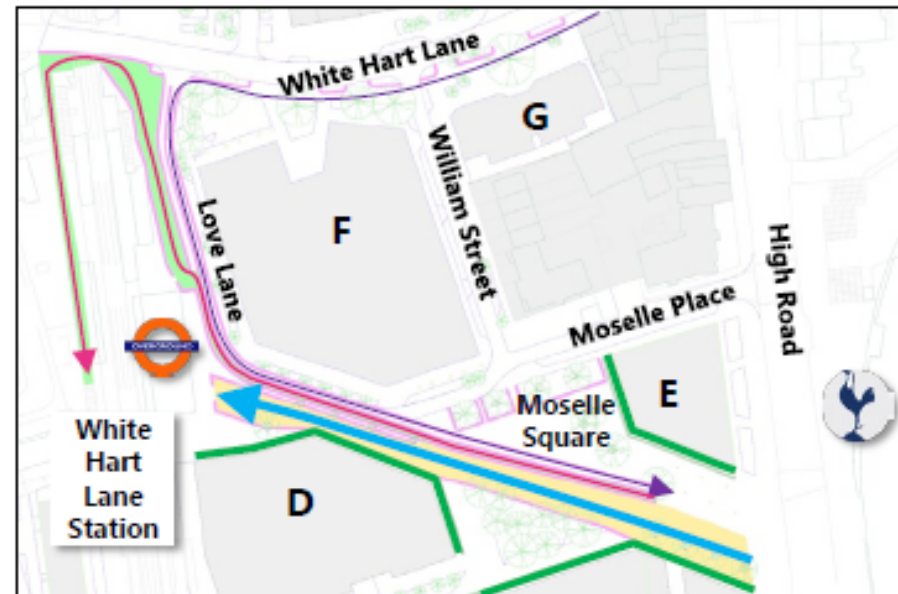 White Hart Lane
G
William Street
F
Love Lane
High Road
Moselle Place
OVERGROUND
E
Moselle
Square
White
Hart
Lane
Station
D